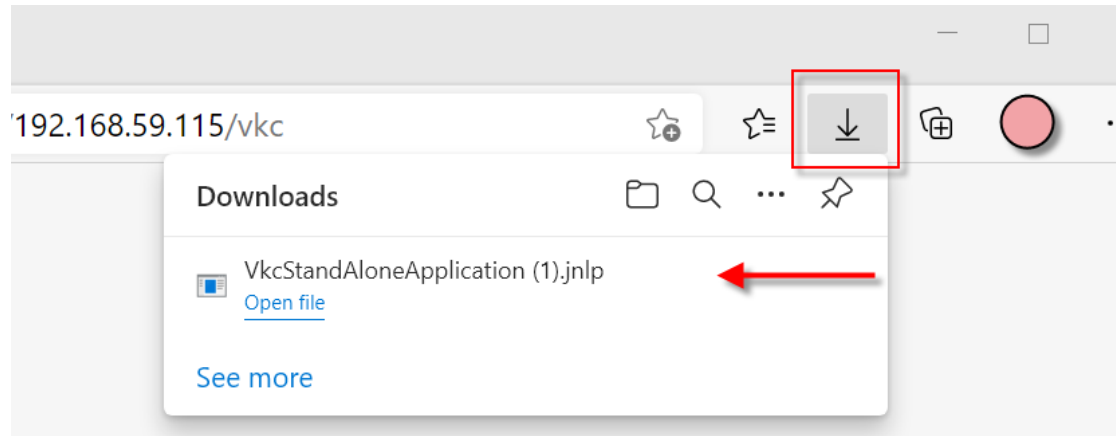 192.168.59.115/vkc
Downloads
VkcStandAloneApplication (1).jnlp
Open file
See more